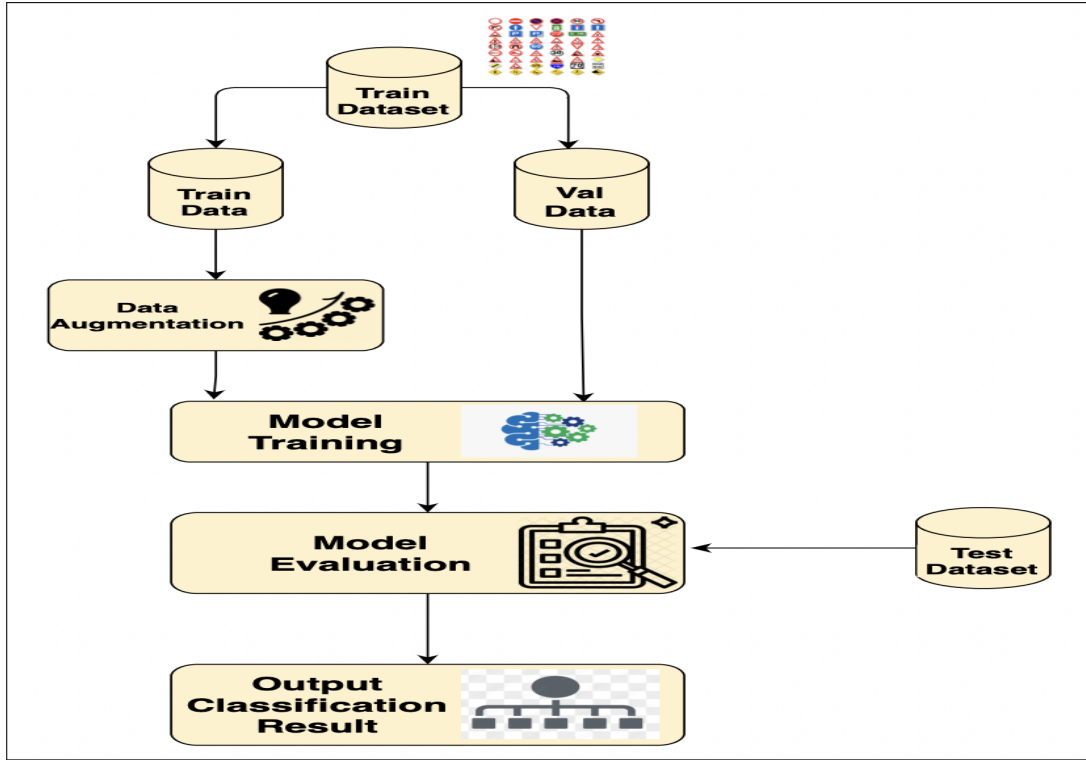 Train
Dataset
Train
Data
Val
Data
Data
Augmentation
Model
Training
Model
Evaluation
Test
Dataset
Output
Classification
Result